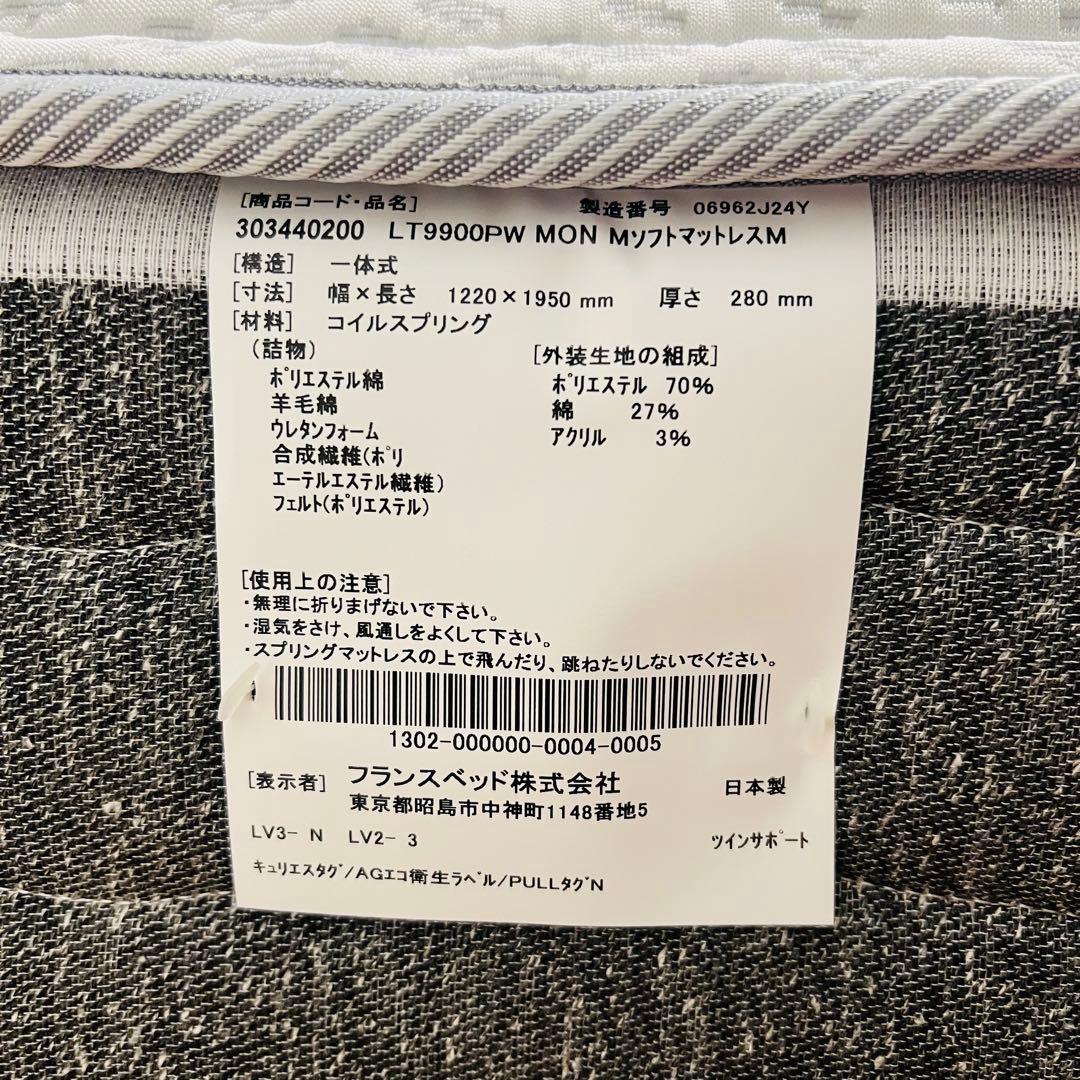 [商品コード・品名] 製造番号 06962J24Y
303440200 LT9900PW MON MソフトマットレスM
[構造] 一体式
[寸法] 幅×長さ 1220×1950 mm 厚さ 280 mm
[材料] コイルスプリング
(詰物) [外装生地の組成]
ポリエステル綿 ポリエステル 70%
羊毛綿 綿 27%
ウレタンフォーム アクリル 3%
合成繊維(ポリ
エーテルエステル繊維)
フェルト(ポリエステル)
[使用上の注意]
・無理に折りまげないで下さい。
・湿気をさけ、風通しをよくして下さい。
・スプリングマットレスの上で飛んだり、跳ねたりしないでください。
1302-000000-0004-0005
[表示者] フランスベッド株式会社 日本製
東京都昭島市中神町1148番地5
LV3- N LV2- 3 ツインサポート
キュリエスタグ/AGエコ衛生ラベル/PULLタグN